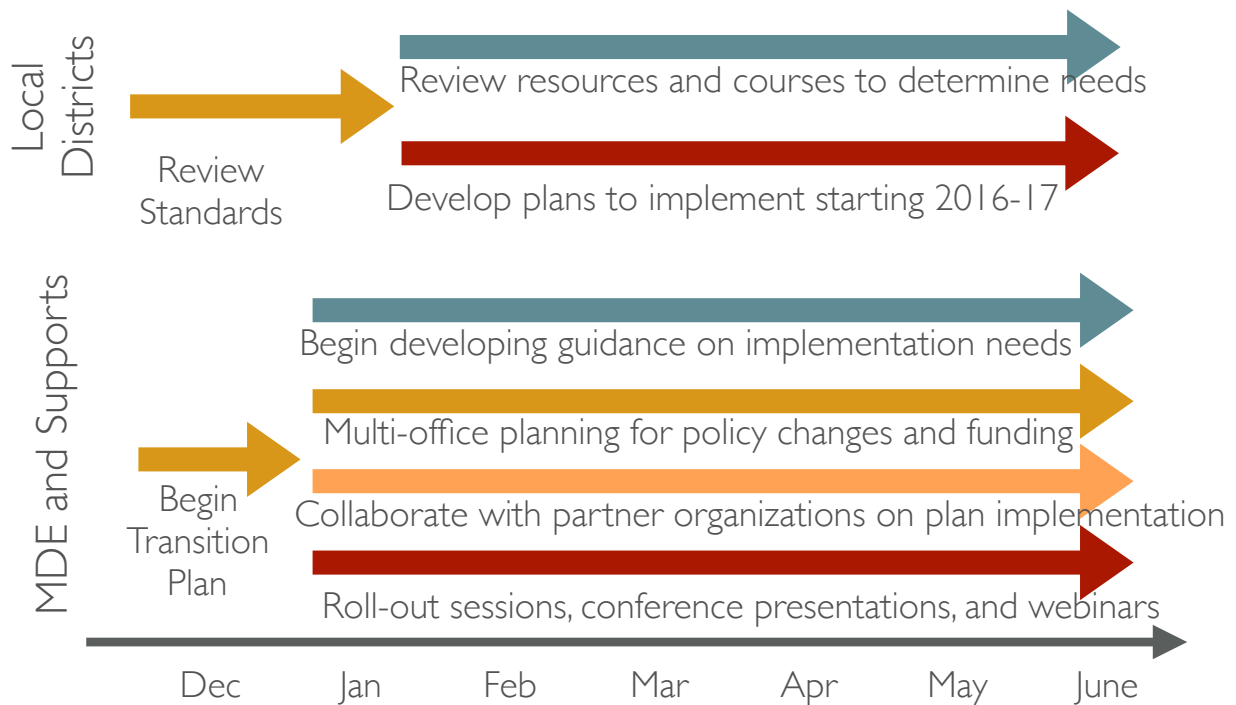 Local
Districts
Review resources and courses to determine needs
Review
Standards
Develop plans to implement starting 2016-17
MDE and Supports
Begin developing guidance on implementation needs
Multi-office planning for policy changes and funding
Begin
Transition
Plan
Collaborate with partner organizations on plan implementation
Roll-out sessions, conference presentations, and webinars
Dec Jan Feb Mar Apr May June